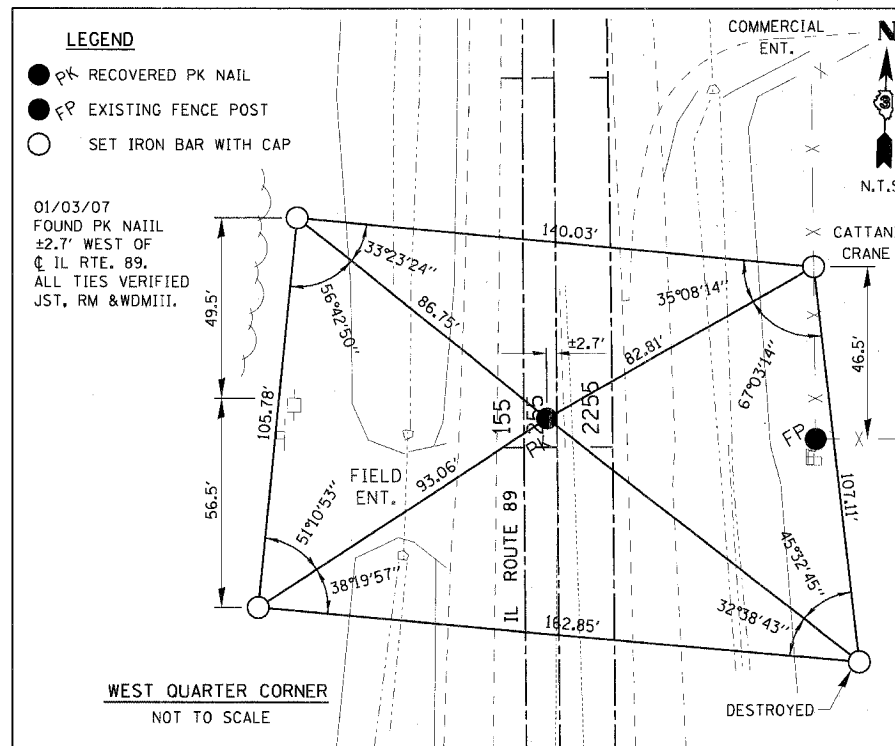 LEGEND
PK RECOVERED PK NAIL
FP EXISTING FENCE POST
SET IRON BAR WITH CAP
COMMERCIAL
ENT.
N
3
N.T.S
01/03/07
FOUND PK NAIIL
±2.7' WEST OF
℄ IL RTE. 89.
ALL TIES VERIFIED
JST, RM &WDMIII.
CATTAN
CRANE
140.03'
33°23'24"
56°42'50"
86.75'
35°08'14"
67°03'14"
82.81'
±2.7'
49.5'
46.5'
105.78'
56.5'
155
255
2255
PK
FP
FIELD
ENT.
93.06'
51°10'53"
38°19'57"
IL ROUTE 89
107.11'
45°32'45"
32°38'43"
162.85'
WEST QUARTER CORNER
NOT TO SCALE
DESTROYED